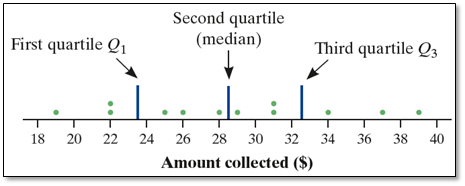 Second quartile
(median)
First quartile Q1
Third quartile Q3
18 20 22 24 26 28 30 32 34 36 38 40
Amount collected ($)